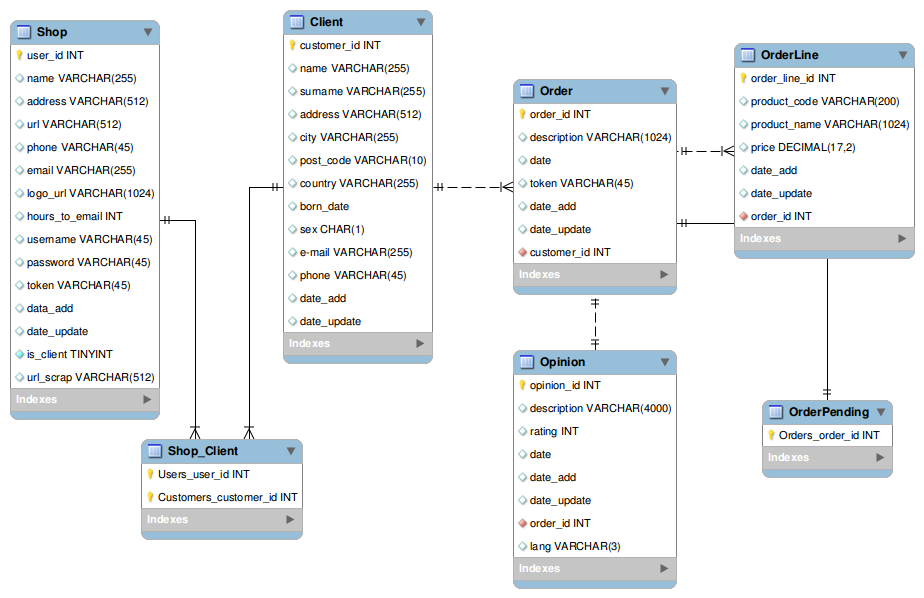 Shop
user_id INT
name VARCHAR(255)
address VARCHAR(512)
url VARCHAR(512)
phone VARCHAR(45)
email VARCHAR(255)
logo_url VARCHAR(1024)
hours_to_email INT
username VARCHAR(45)
password VARCHAR(45)
token VARCHAR(45)
data_add
date_update
is_client TINYINT
url_scrap VARCHAR(512)
Indexes
Client
customer_id INT
name VARCHAR(255)
surname VARCHAR(255)
address VARCHAR(512)
city VARCHAR(255)
post_code VARCHAR(10)
country VARCHAR(255)
born_date
sex CHAR(1)
e-mail VARCHAR(255)
phone VARCHAR(45)
date_add
date_update
Indexes
Shop_Client
Users_user_id INT
Customers_customer_id INT
Indexes
Order
order_id INT
description VARCHAR(1024)
date
token VARCHAR(45)
date_add
date_update
customer_id INT
Indexes
Opinion
opinion_id INT
description VARCHAR(4000)
rating INT
date
date_add
date_update
order_id INT
lang VARCHAR(3)
Indexes
OrderLine
order_line_id INT
product_code VARCHAR(200)
product_name VARCHAR(1024)
price DECIMAL(17,2)
date_add
date_update
order_id INT
Indexes
OrderPending
Orders_order_id INT
Indexes